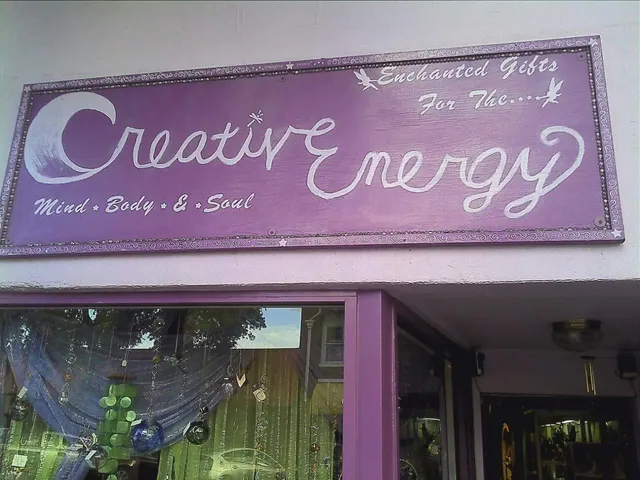 Enchanted Gifts
For The....
Creative Energy
Mind * Body * & * Soul